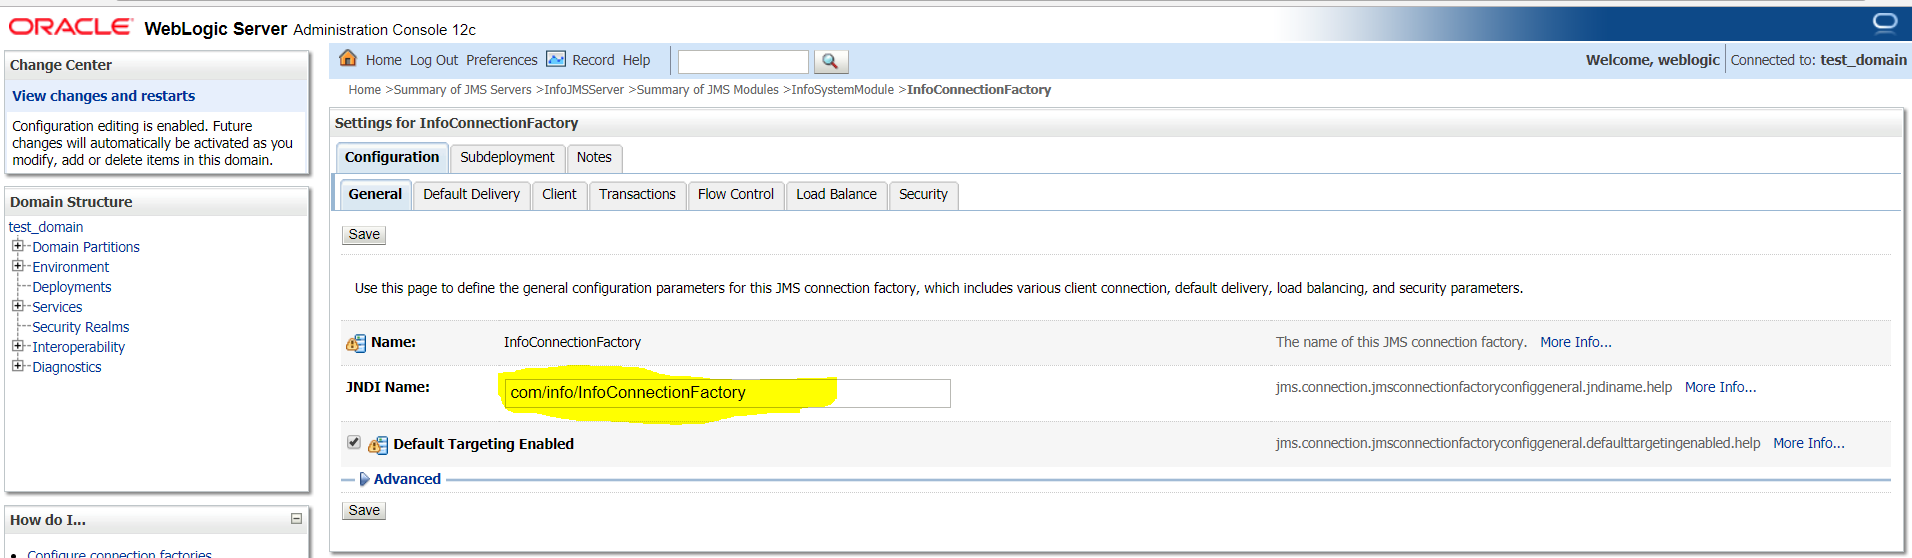 ORACLE WebLogic Server Administration Console 12c
Change Center
View changes and restarts
Configuration editing is enabled. Future
changes will automatically be activated as you
modify, add or delete items in this domain.
Domain Structure
test_domain
Domain Partitions
Environment
Deployments
Services
Security Realms
Interoperability
Diagnostics
How do I...
Configure connection factories
Home Log Out Preferences Record Help
Welcome, weblogic Connected to: test_domain
Home >Summary of JMS Servers >InfoJMSServer >Summary of JMS Modules >InfoSystemModule >InfoConnectionFactory
Settings for InfoConnectionFactory
Configuration Subdeployment Notes
General Default Delivery Client Transactions Flow Control Load Balance Security
Save
Use this page to define the general configuration parameters for this JMS connection factory, which includes various client connection, default delivery, load balancing, and security parameters.
Name: InfoConnectionFactory The name of this JMS connection factory. More Info...
JNDI Name: com/info/InfoConnectionFactory jms.connection.jmsconnectionfactoryconfiggeneral.jndiname.help More Info...
Default Targeting Enabled jms.connection.jmsconnectionfactoryconfiggeneral.defaulttargetingenabled.help More Info...
Advanced
Save